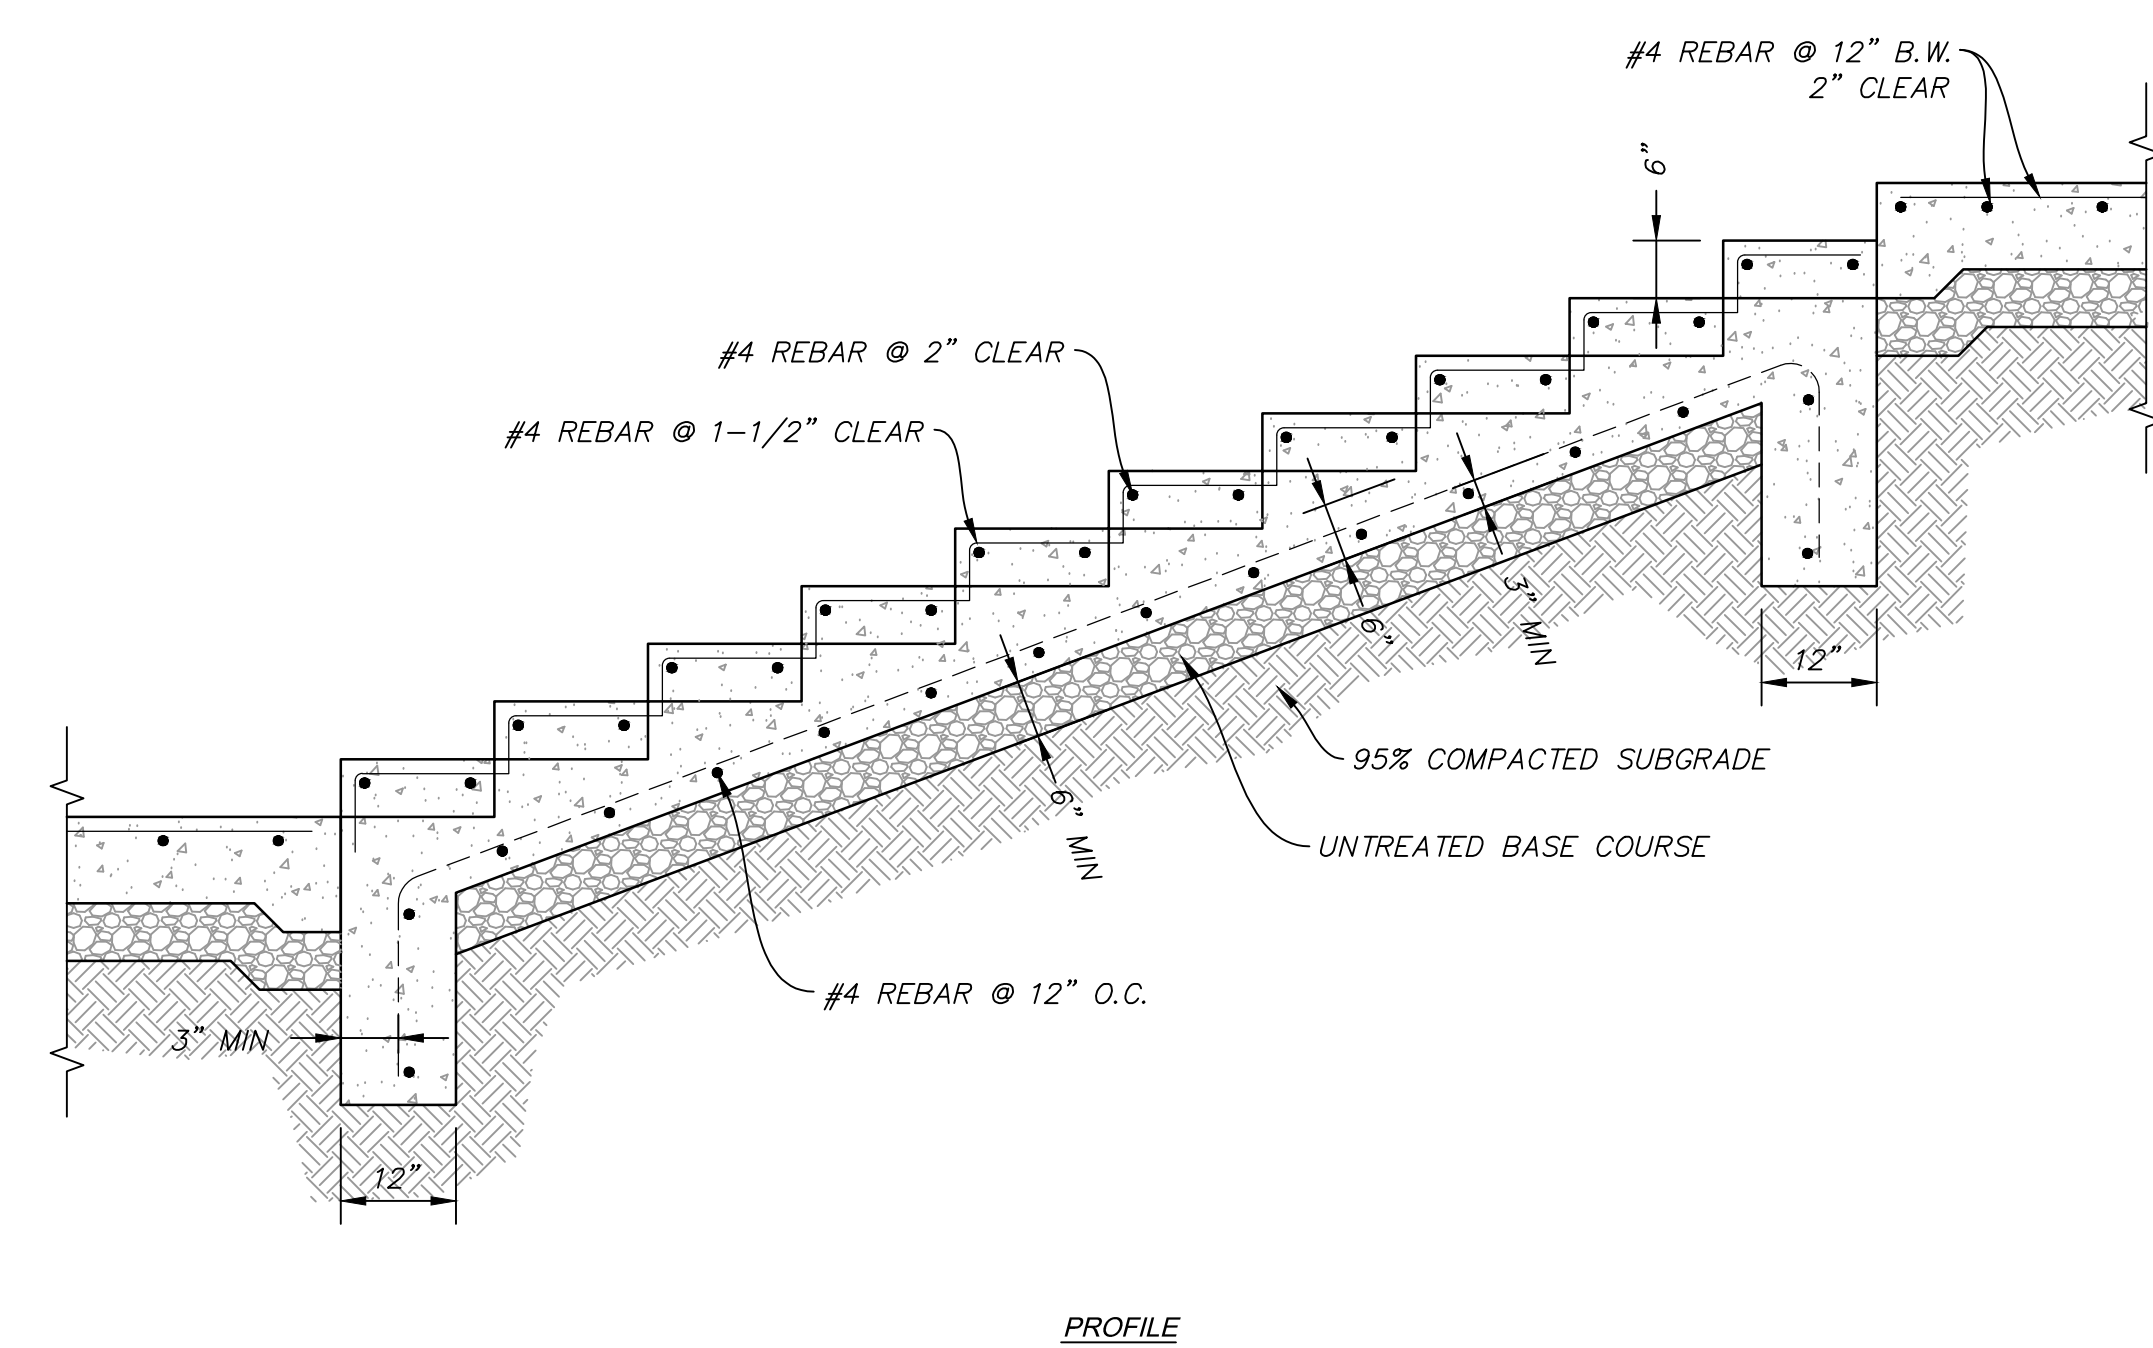 #4 REBAR @ 12" B.W.
2" CLEAR
6"
#4 REBAR @ 2" CLEAR
#4 REBAR @ 1-1/2" CLEAR
3" MIN
6"
12"
95% COMPACTED SUBGRADE
6" MIN
UNTREATED BASE COURSE
#4 REBAR @ 12" O.C.
3" MIN
12"
PROFILE